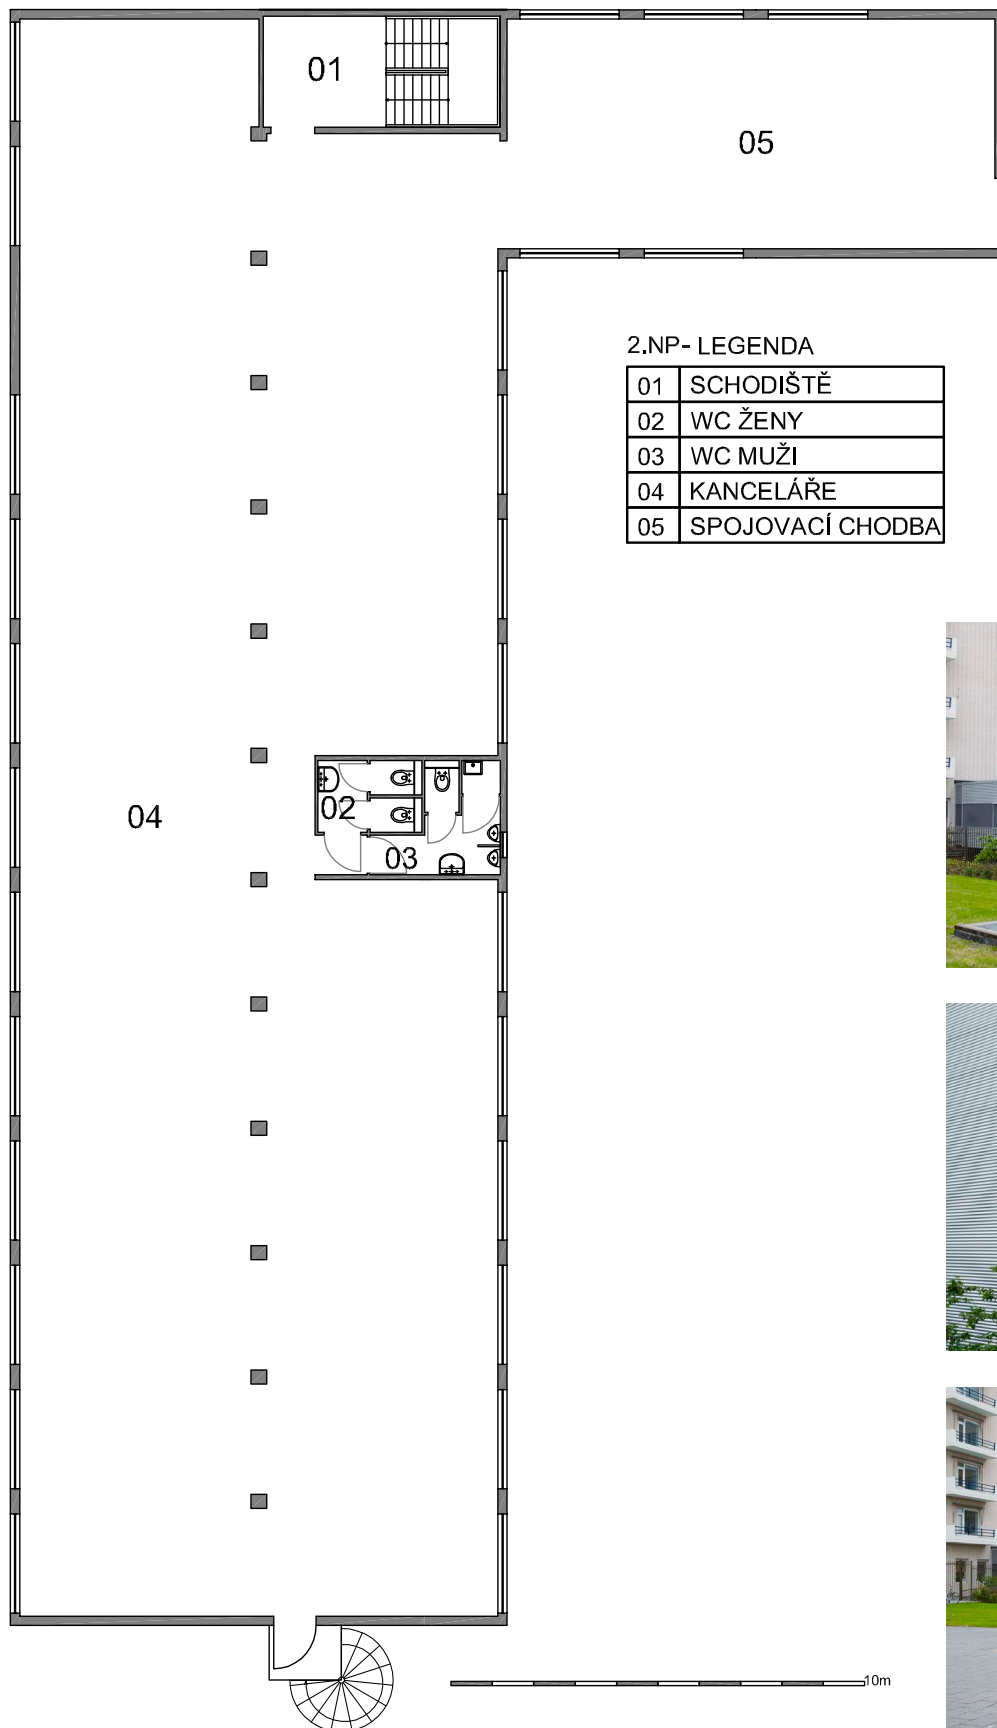 01
05
2.NP- LEGENDA
01 SCHODIŠTĚ
02 WC ŽENY
03 WC MUŽI
04 KANCELÁŘE
05 SPOJOVACÍ CHODBA
04
02
03
10m